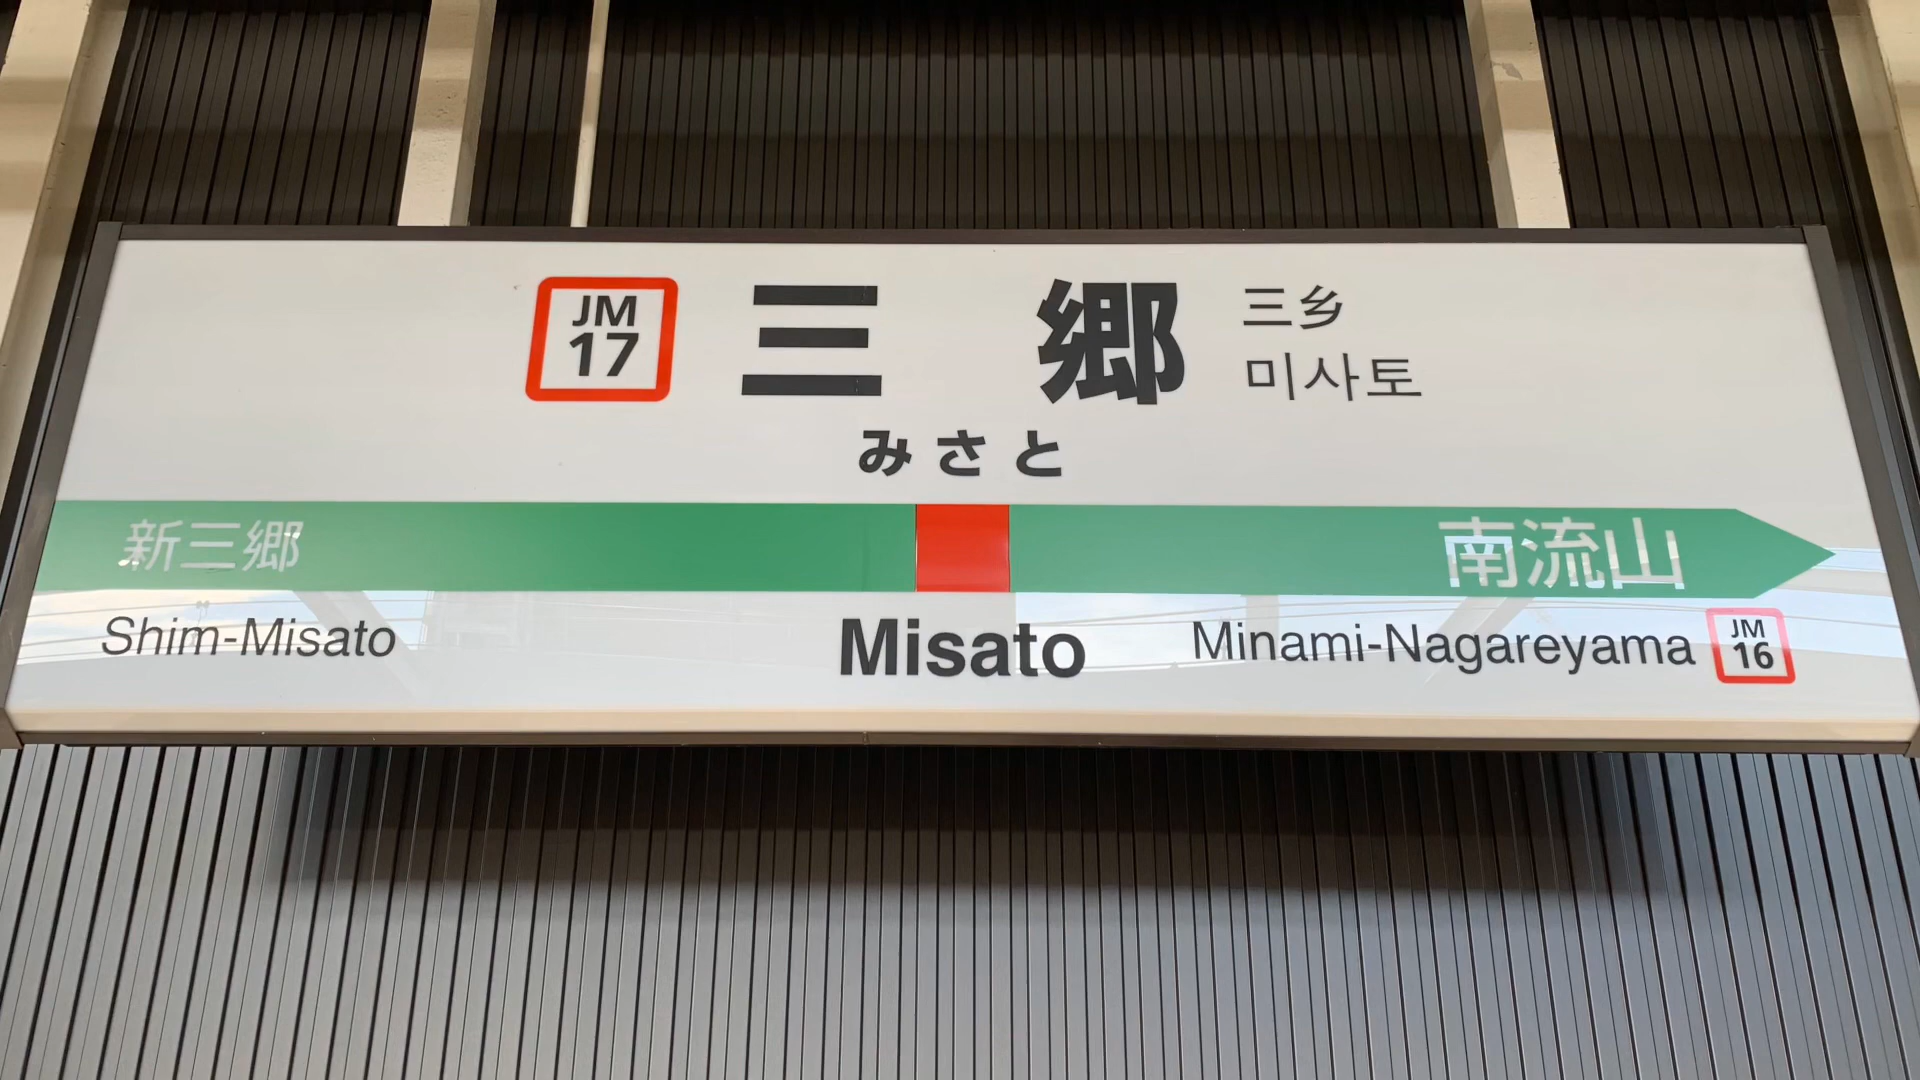 JM
17
三郷
三乡
미사토
みさと
新三郷
南流山
Shim-Misato
Misato
Minami-Nagareyama
JM
16